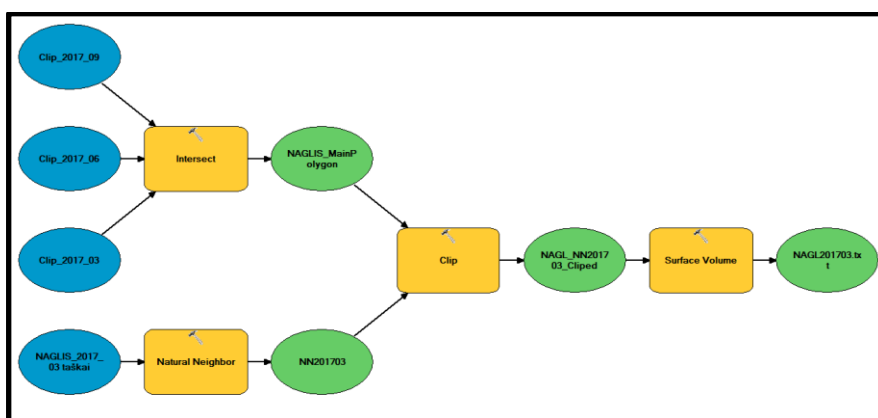 Clip_2017_09
Clip_2017_06
Intersect
NAGLIS_MainP
olygon
Clip_2017_03
Clip
NAGL_NN2017
03_Cliped
Surface Volume
NAGL201703.tx
t
NAGLIS_2017_
03 taškai
Natural Neighbor
NN201703